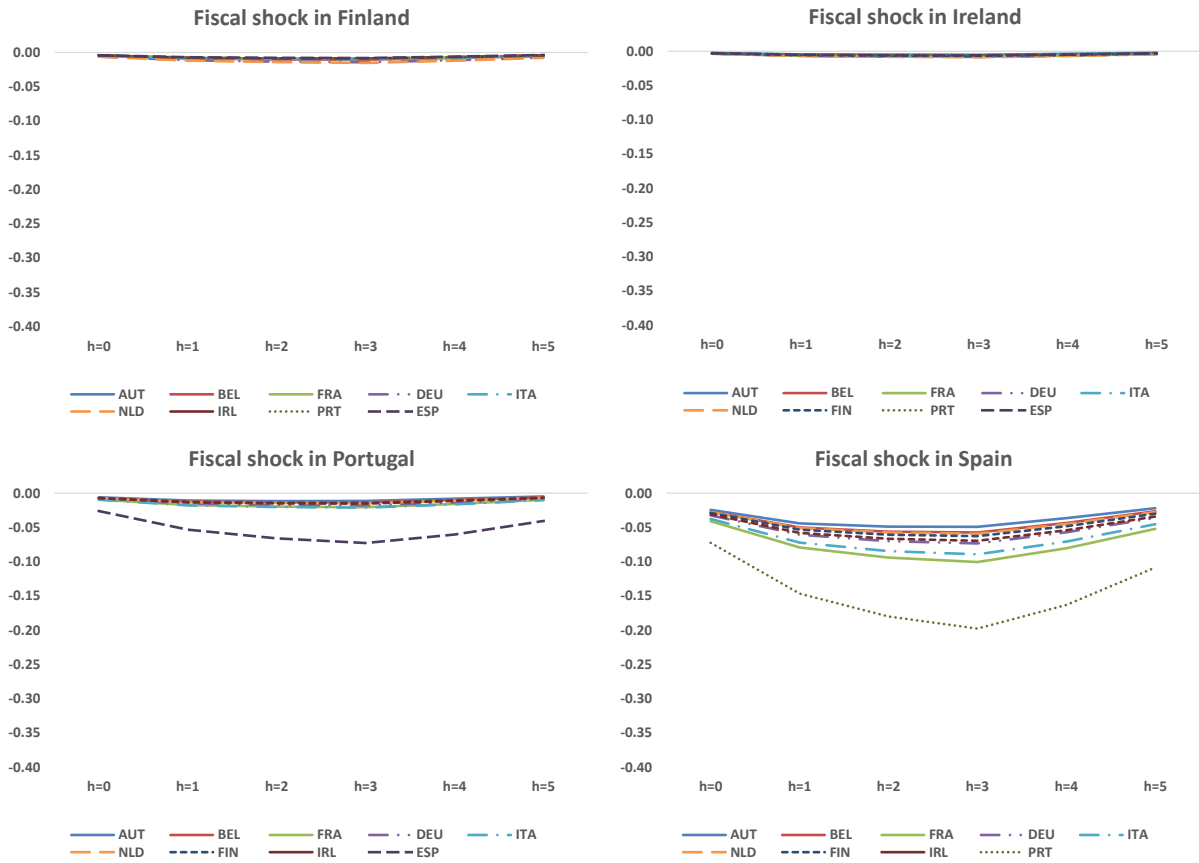 Fiscal shock in Finland
0.00
-0.05
-0.10
-0.15
-0.20
-0.25
-0.30
-0.35
-0.40
h=0 h=1 h=2 h=3 h=4 h=5
AUT BEL FRA DEU ITA
NLD IRL PRT ESP
Fiscal shock in Ireland
0.00
-0.05
-0.10
-0.15
-0.20
-0.25
-0.30
-0.35
-0.40
h=0 h=1 h=2 h=3 h=4 h=5
AUT BEL FRA DEU ITA
NLD FIN PRT ESP
Fiscal shock in Portugal
0.00
-0.05
-0.10
-0.15
-0.20
-0.25
-0.30
-0.35
-0.40
h=0 h=1 h=2 h=3 h=4 h=5
AUT BEL FRA DEU ITA
NLD FIN IRL ESP
Fiscal shock in Spain
0.00
-0.05
-0.10
-0.15
-0.20
-0.25
-0.30
-0.35
-0.40
h=0 h=1 h=2 h=3 h=4 h=5
AUT BEL FRA DEU ITA
NLD FIN IRL PRT